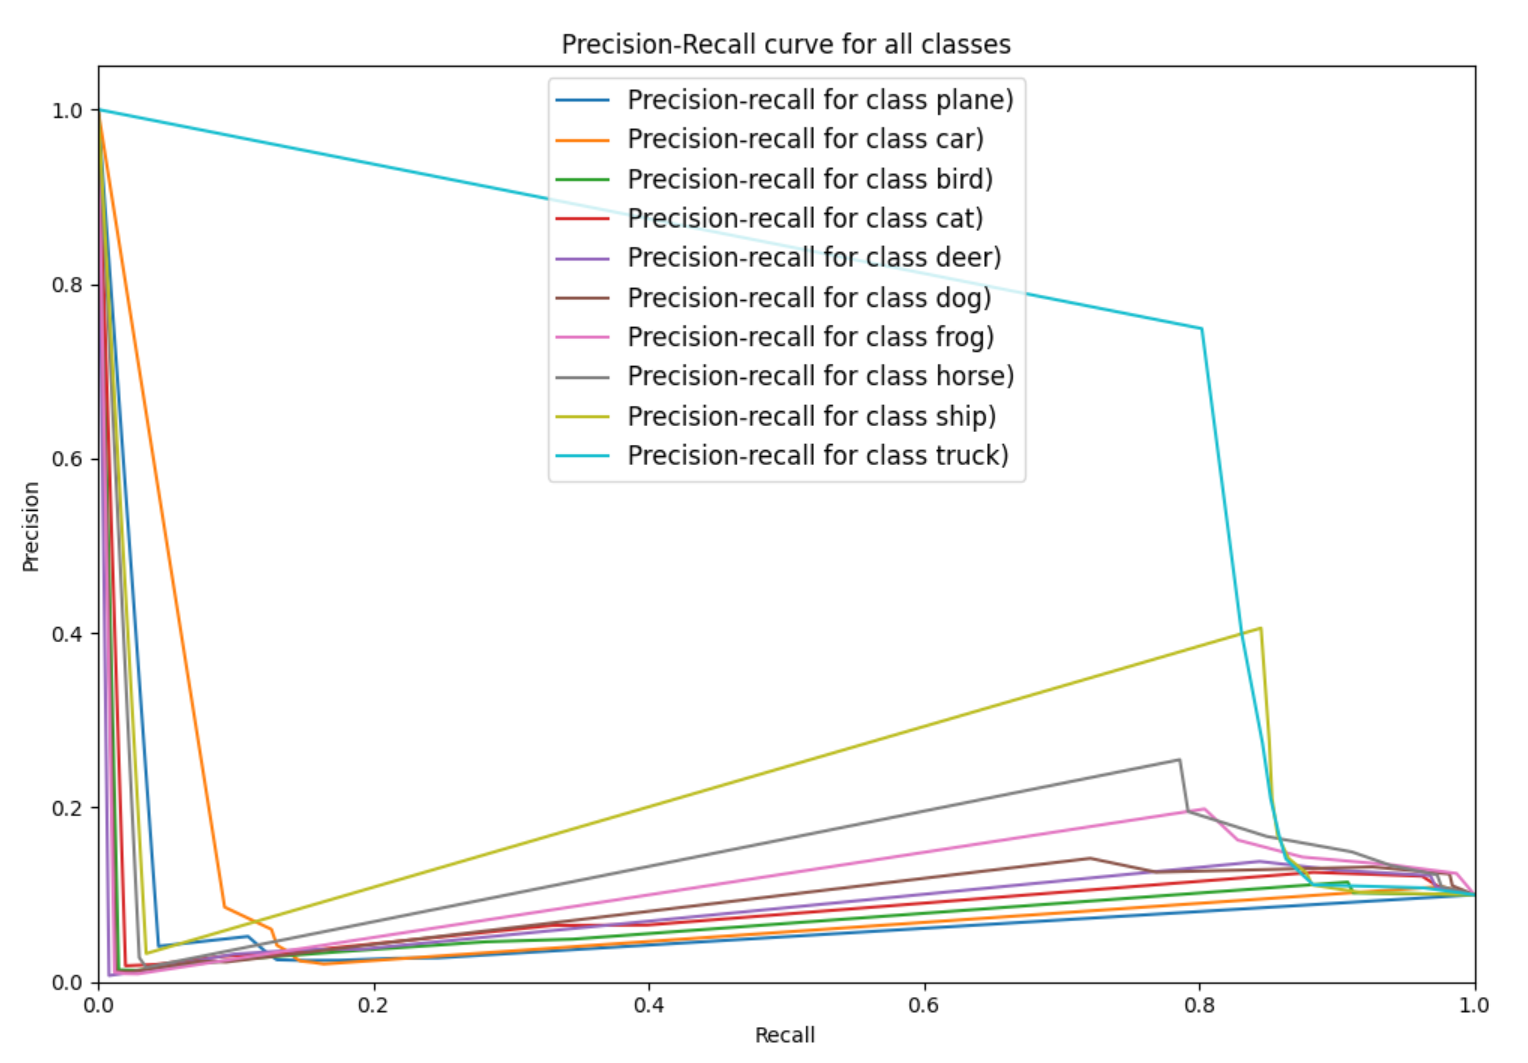 Precision-Recall curve for all classes
Precision-recall for class plane)
Precision-recall for class car)
Precision-recall for class bird)
Precision-recall for class cat)
Precision-recall for class deer)
Precision-recall for class dog)
Precision-recall for class frog)
Precision-recall for class horse)
Precision-recall for class ship)
Precision-recall for class truck)
1.0
0.8
0.6
0.4
0.2
0.0
Precision
0.0 0.2 0.4 0.6 0.8 1.0
Recall